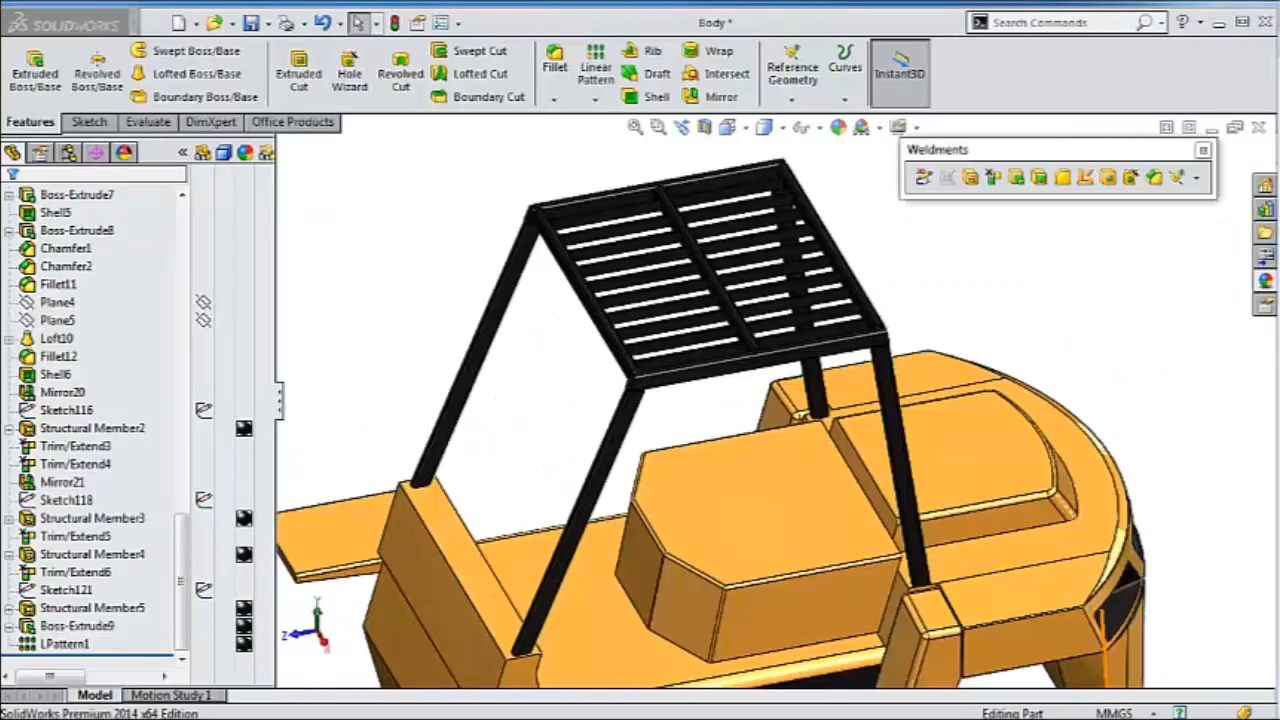 SOLIDWORKS
Body *
Search Commands
Extruded Boss/Base
Revolved Boss/Base
Swept Boss/Base
Lofted Boss/Base
Boundary Boss/Base
Extruded Cut
Hole Wizard
Revolved Cut
Swept Cut
Lofted Cut
Boundary Cut
Fillet
Linear Pattern
Rib
Draft
Shell
Wrap
Intersect
Mirror
Reference Geometry
Curves
Instant3D
Features
Sketch
Evaluate
DimXpert
Office Products
Weldments
Boss-Extrude7
Shell5
Boss-Extrude8
Chamfer1
Chamfer2
Fillet11
Plane4
Plane5
Loft10
Fillet12
Shell6
Mirror20
Sketch116
Structural Member2
Trim/Extend3
Trim/Extend4
Mirror21
Sketch118
Structural Member3
Trim/Extend5
Structural Member4
Trim/Extend6
Sketch121
Structural Member5
Boss-Extrude9
LPattern1
Y
Z
Model
Motion Study 1
SolidWorks Premium 2014 x64 Edition
Editing Part
MMGS